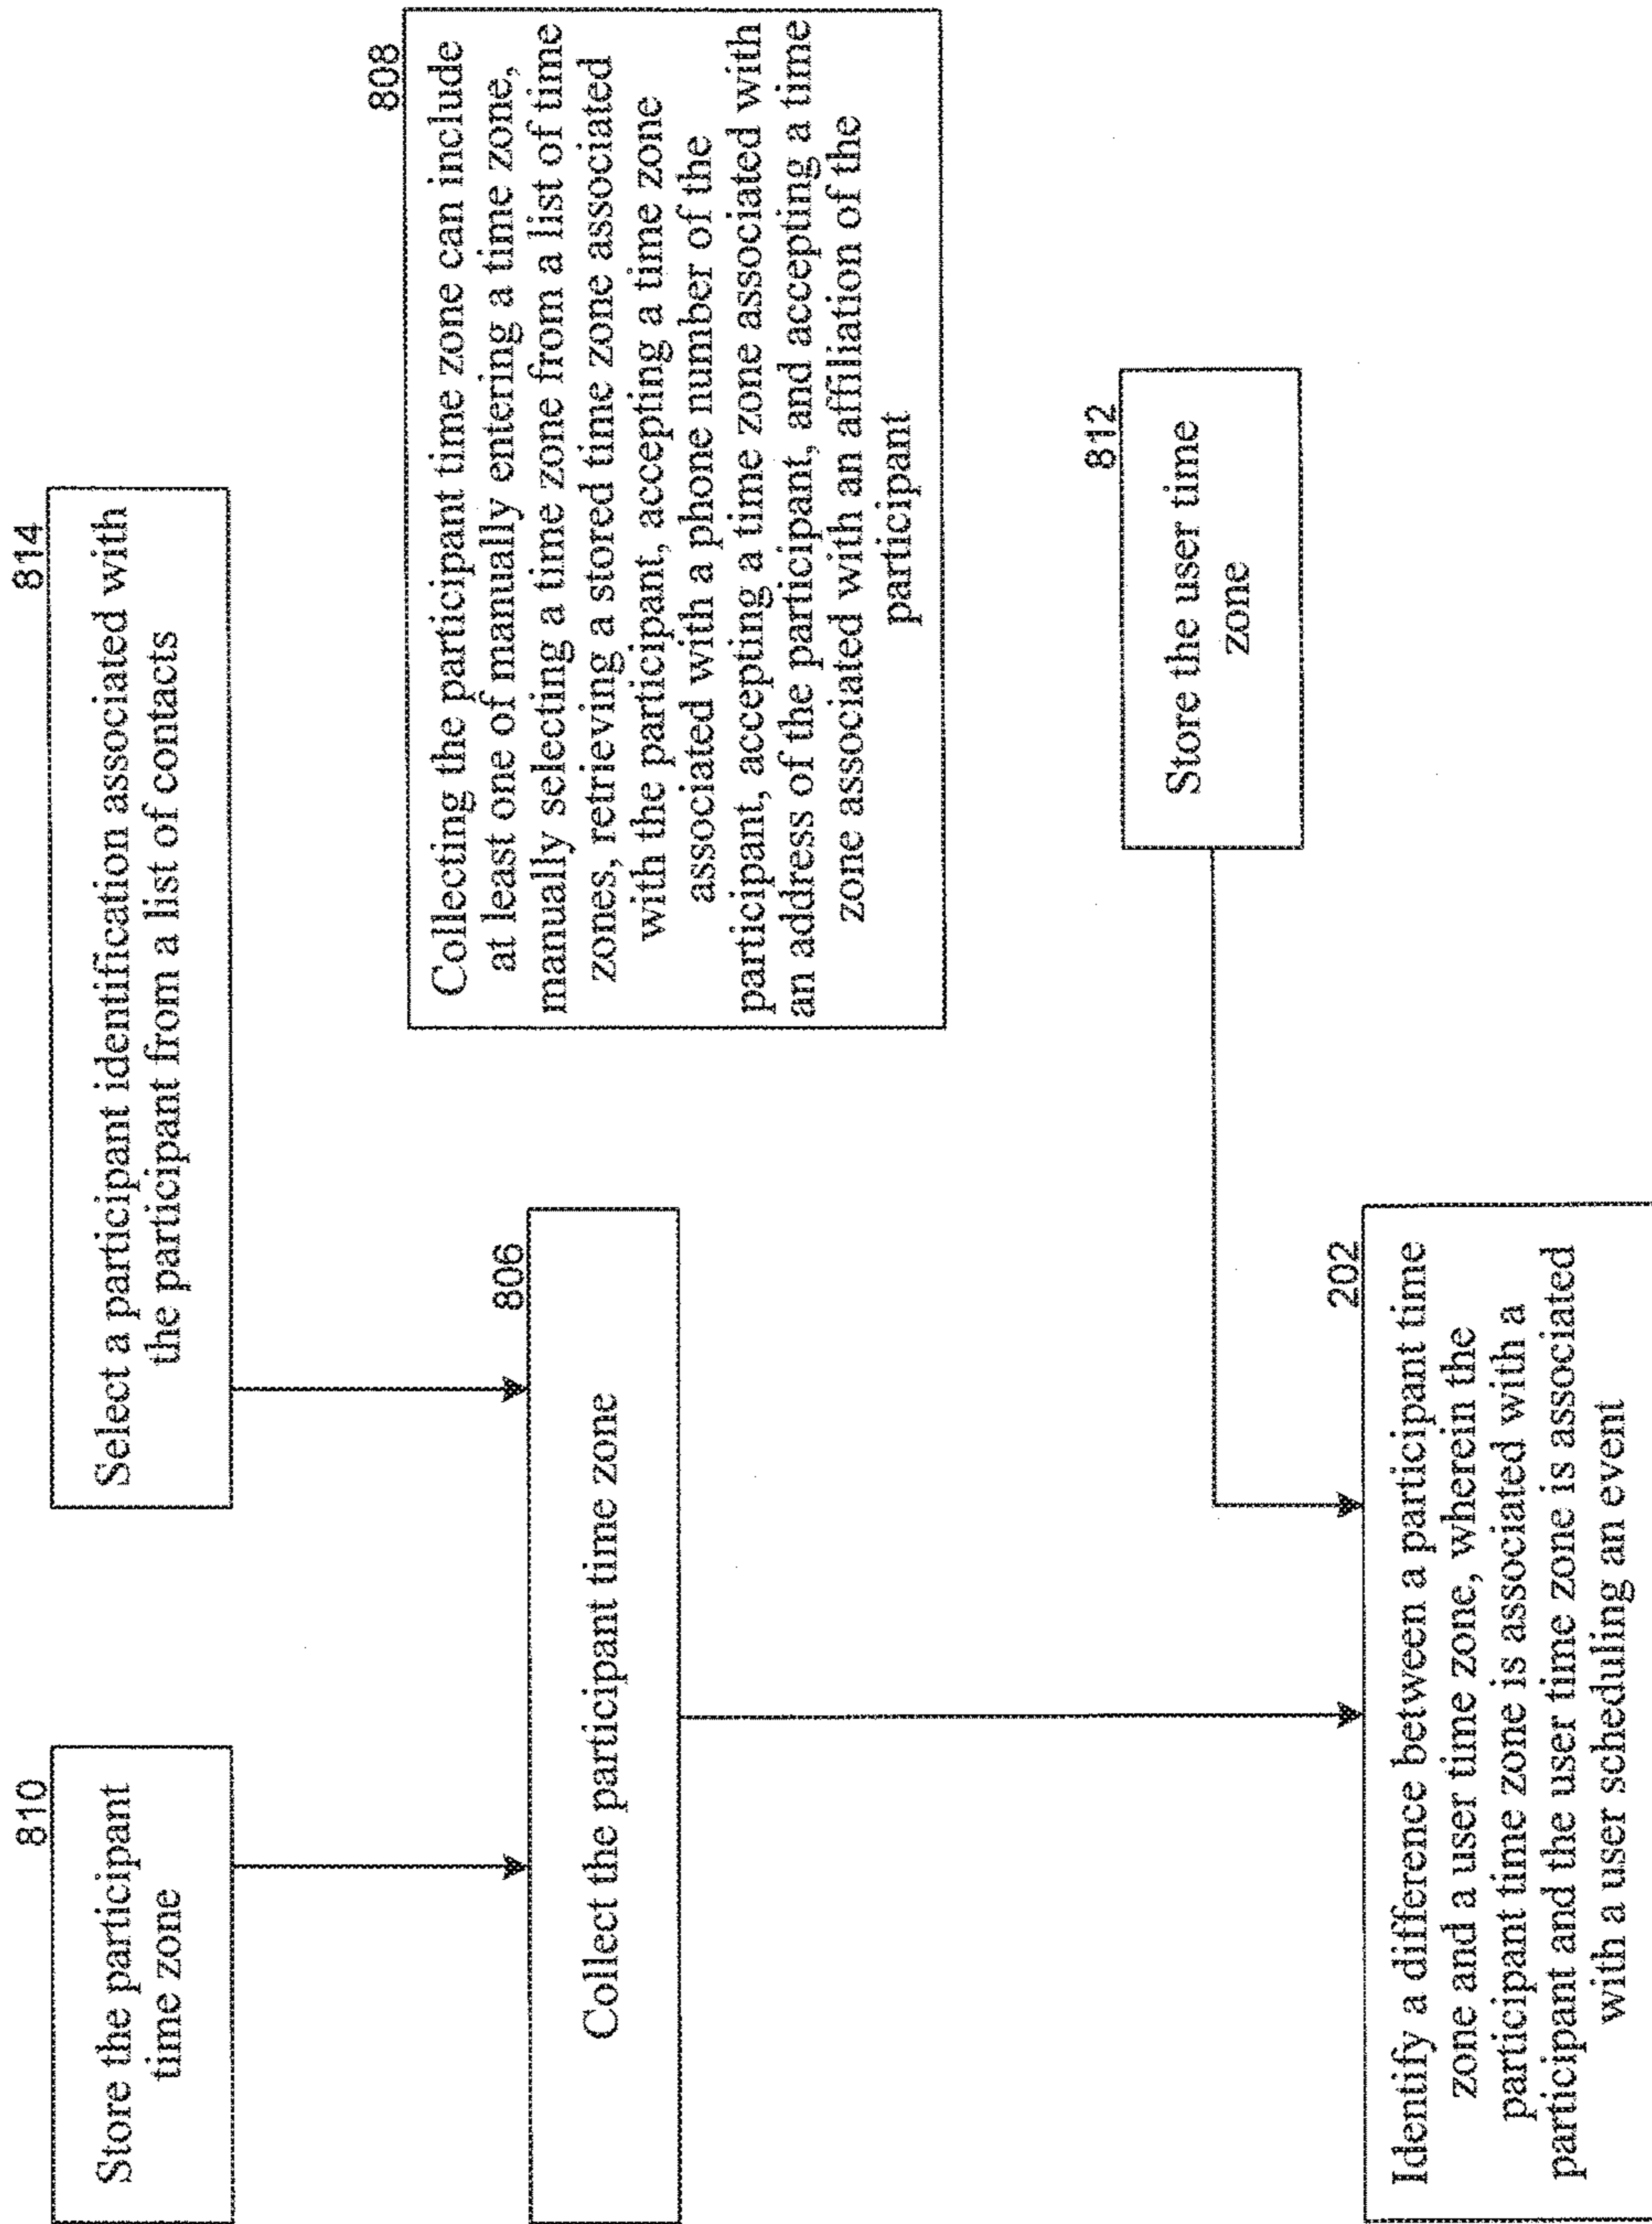 810
Store the participant
time zone
814
Select a participant identification associated with
the participant from a list of contacts
806
Collect the participant time zone
808
Collecting the participant time zone can include
at least one of manually entering a time zone,
manually selecting a time zone from a list of time
zones, retrieving a stored time zone associated
with the participant, accepting a time zone
associated with a phone number of the
participant, accepting a time zone associated with
an address of the participant, and accepting a time
zone associated with an affiliation of the
participant
812
Store the user time
zone
202
Identify a difference between a participant time
zone and a user time zone, wherein the
participant time zone is associated with a
participant and the user time zone is associated
with a user scheduling an event